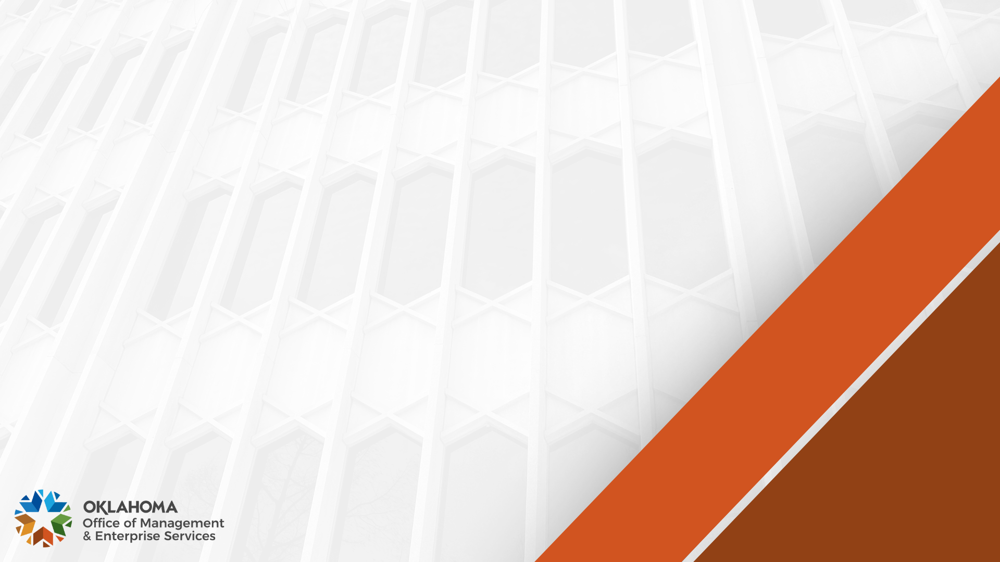 OKLAHOMA
Office of Management
& Enterprise Services